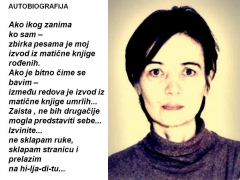 AUTOBIOGRAFIJA
Ako ikog zanima
ko sam –
zbirka pesama je moj
izvod iz matične knjige
rođenih.
Ako je bitno čime se
bavim –
između redova je izvod iz
matične knjige umrlih...
Zaista , ne bih drugačije
mogla predstaviti sebe...
Izvinite...
ne sklapam ruke,
sklapam stranicu i
prelazim
na hi-lja-di-tu...